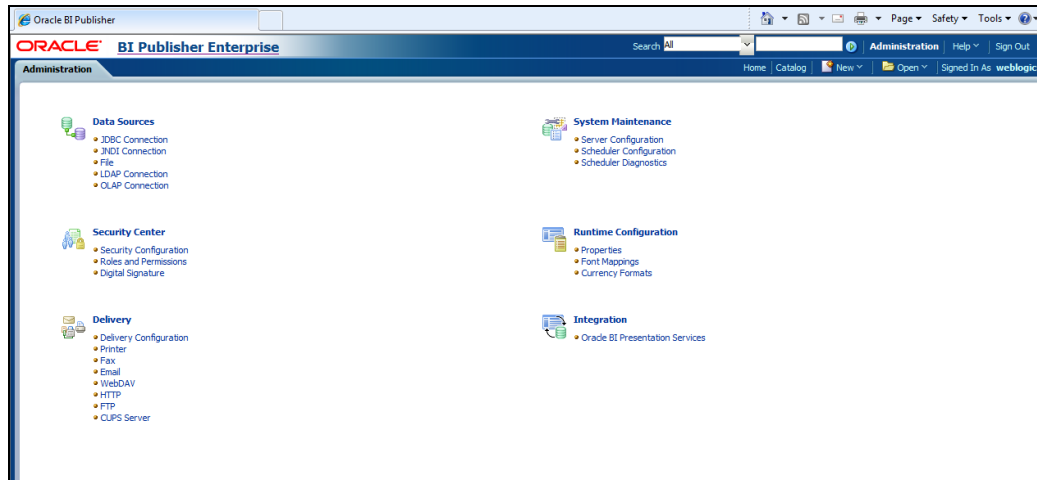 Oracle BI Publisher
Page Safety Tools
ORACLE BI Publisher Enterprise
Search All
Administration Help Sign Out
Administration
Home Catalog New Open Signed In As weblogic
Data Sources
JDBC Connection
JNDI Connection
File
LDAP Connection
OLAP Connection
System Maintenance
Server Configuration
Scheduler Configuration
Scheduler Diagnostics
Security Center
Security Configuration
Roles and Permissions
Digital Signature
Runtime Configuration
Properties
Font Mappings
Currency Formats
Delivery
Delivery Configuration
Printer
Fax
Email
WebDAV
HTTP
FTP
CUPS Server
Integration
Oracle BI Presentation Services